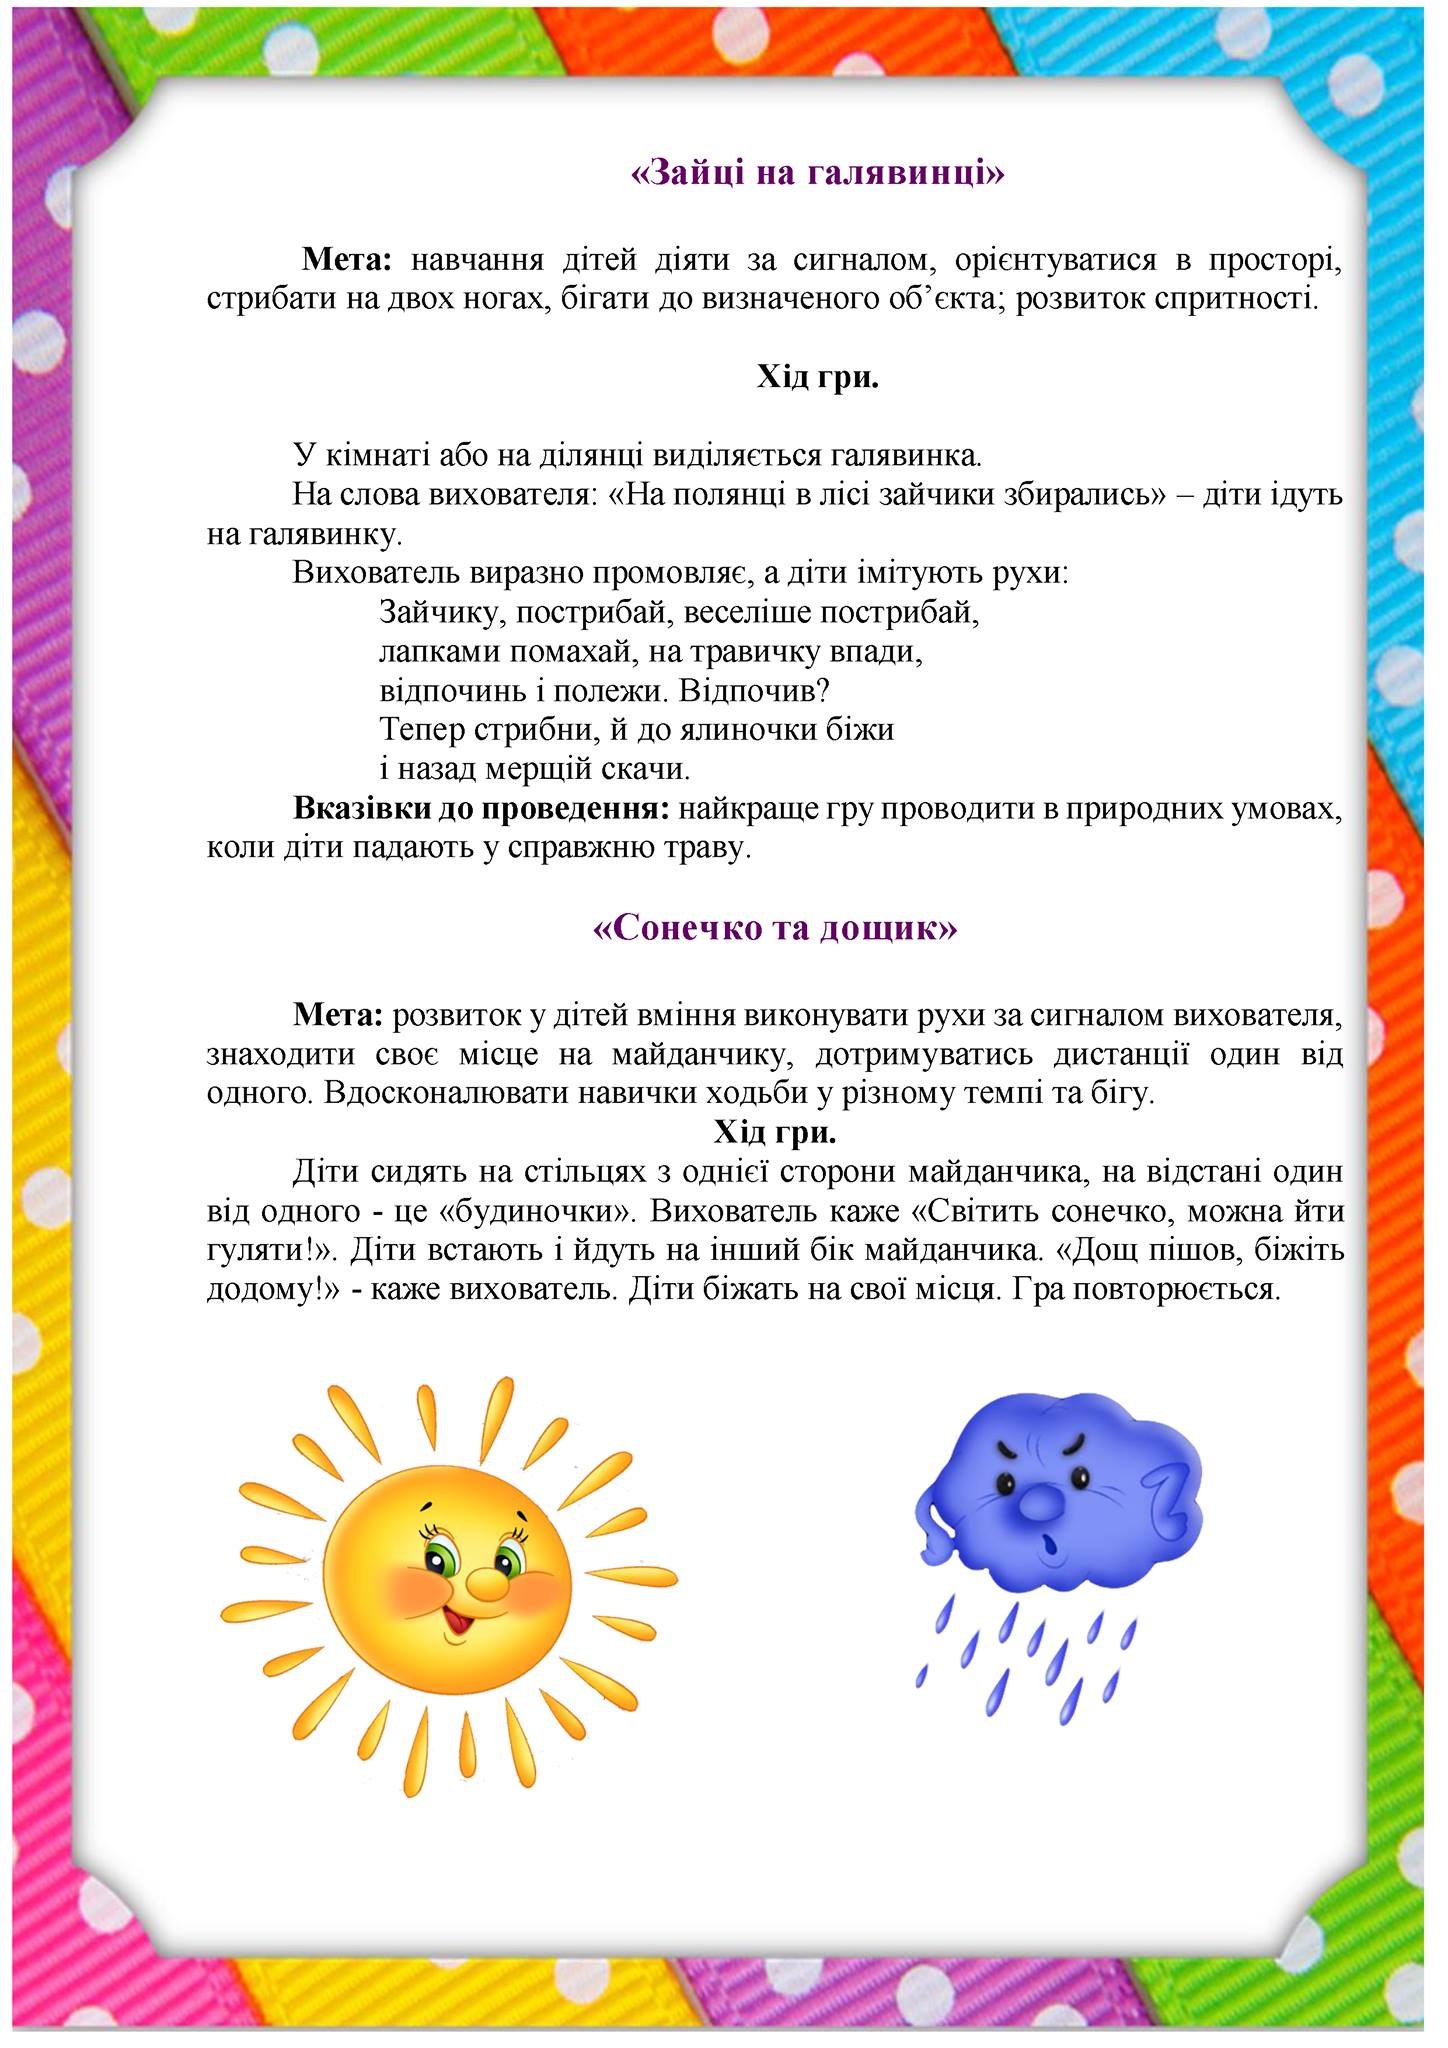 «Зайці на галявинці»
Мета: навчання дітей діяти за сигналом, орієнтуватися в просторі,
стрибати на двох ногах, бігати до визначеного об’єкта; розвиток спритності.
Хід гри.
У кімнаті або на ділянці виділяється галявинка.
На слова вихователя: «На полянці в лісі зайчики збирались» – діти ідуть
на галявинку.
Вихователь виразно промовляє, а діти імітують рухи:
Зайчику, пострибай, веселіше пострибай,
лапками помахай, на травичку впади,
відпочинь і полежи. Відпочив?
Тепер стрибни, й до ялиночки біжи
і назад мерщій скачи.
Вказівки до проведення: найкраще гру проводити в природних умовах,
коли діти падають у справжню траву.
«Сонечко та дощик»
Мета: розвиток у дітей вміння виконувати рухи за сигналом вихователя,
знаходити своє місце на майданчику, дотримуватись дистанції один від
одного. Вдосконалювати навички ходьби у різному темпі та бігу.
Хід гри.
Діти сидять на стільцях з однієї сторони майданчика, на відстані один
від одного - це «будиночки». Вихователь каже «Світить сонечко, можна йти
гуляти!». Діти встають і йдуть на інший бік майданчика. «Дощ пішов, біжіть
додому!» - каже вихователь. Діти біжать на свої місця. Гра повторюється.